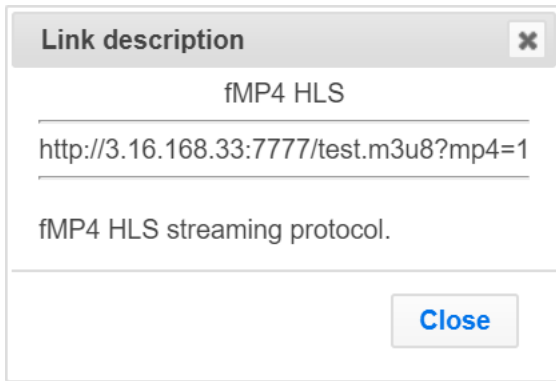 Link description
fMP4 HLS
http://3.16.168.33:7777/test.m3u8?mp4=1
fMP4 HLS streaming protocol.
Close